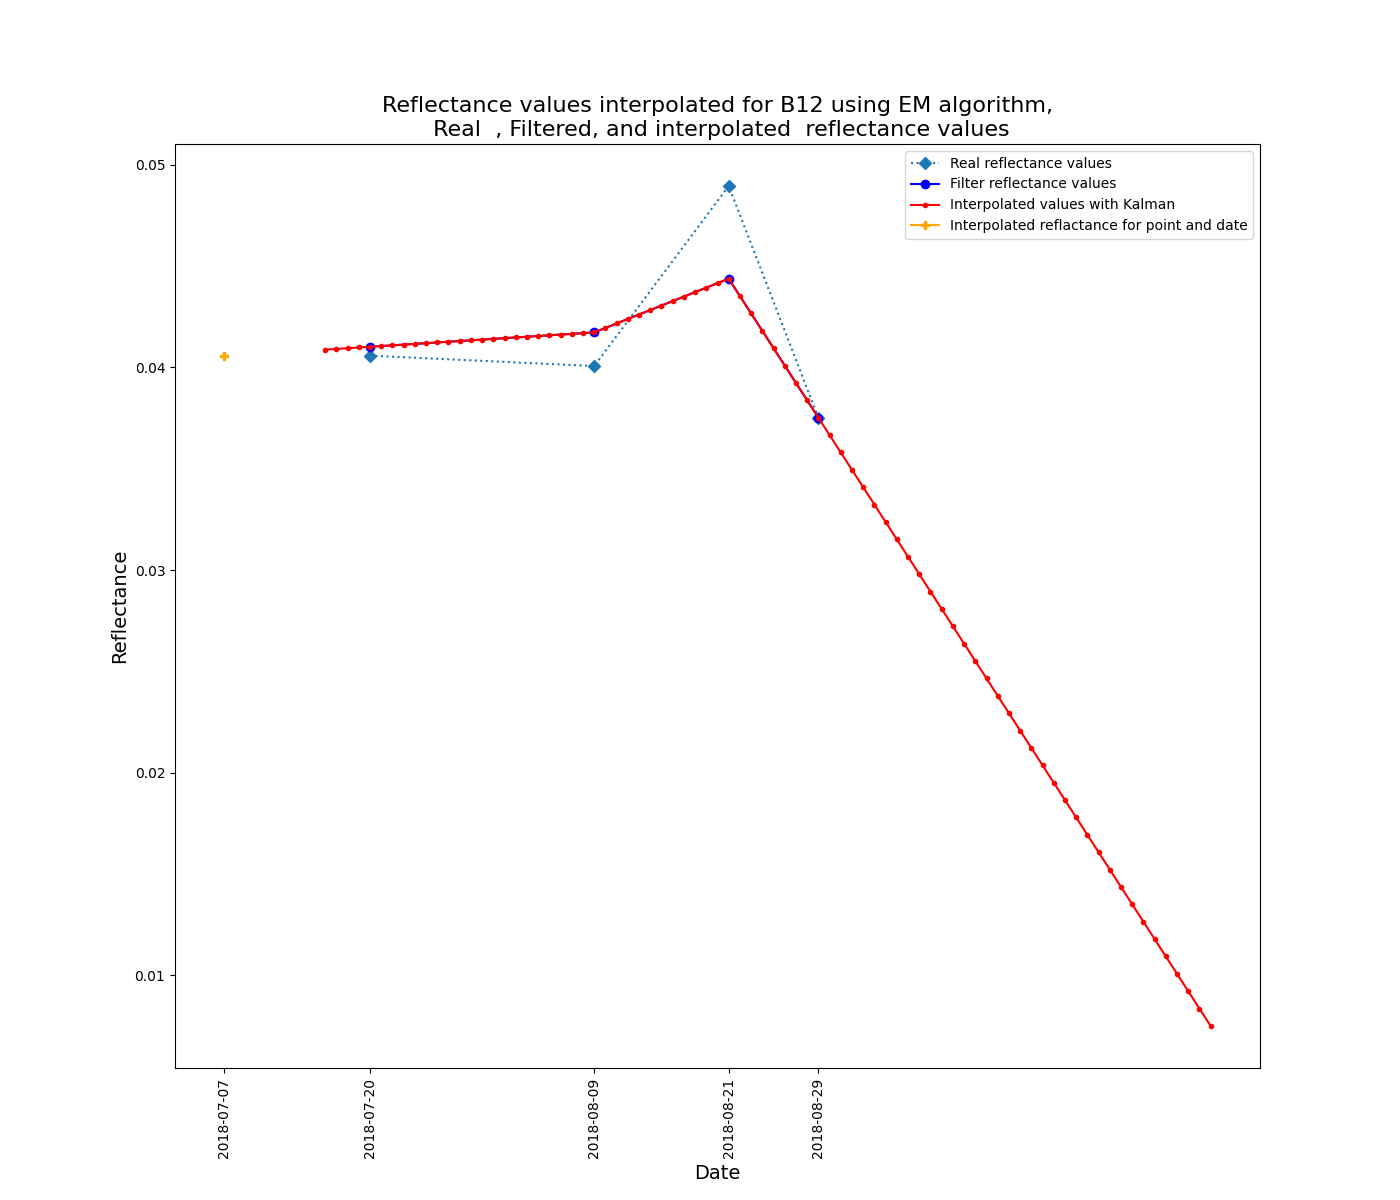 Reflectance values interpolated for B12 using EM algorithm,
Real  , Filtered, and interpolated  reflectance values
Real reflectance values
Filter reflectance values
Interpolated values with Kalman
Interpolated reflactance for point and date
0.05
0.04
0.03
0.02
0.01
Reflectance
2018-07-07
2018-07-20
2018-08-09
2018-08-21
2018-08-29
Date